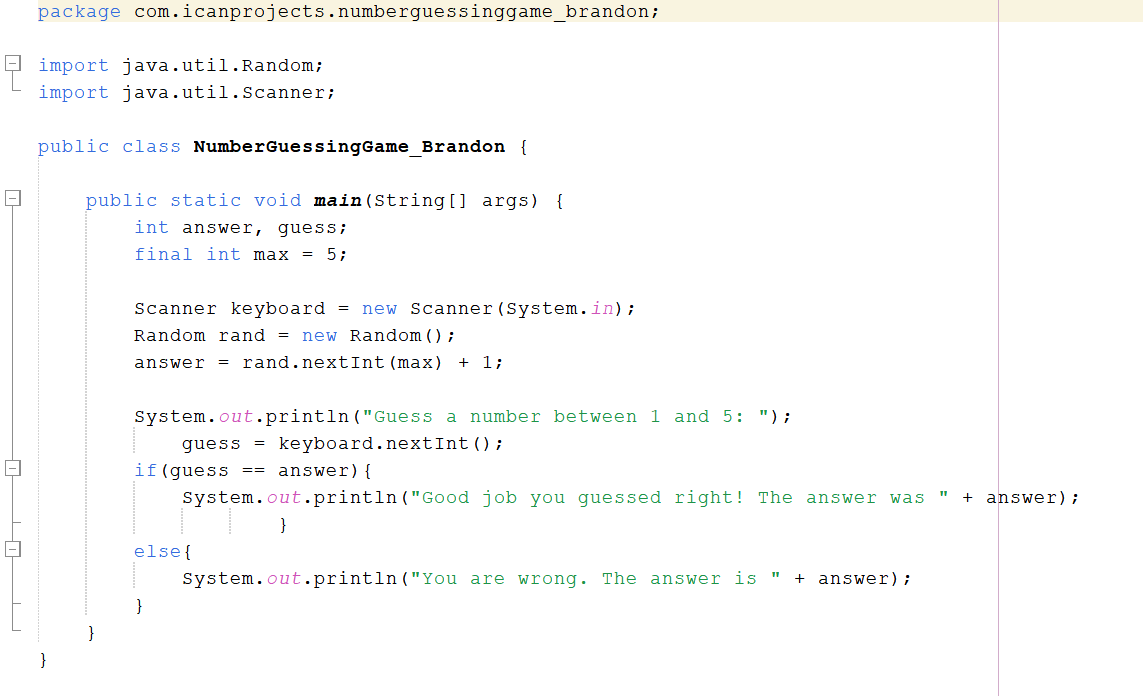 package com.icanprojects.numberguessinggame_brandon;
import java.util.Random;
import java.util.Scanner;
public class NumberGuessingGame_Brandon {
public static void main(String[] args) {
int answer, guess;
final int max = 5;
Scanner keyboard = new Scanner(System.in);
Random rand = new Random();
answer = rand.nextInt(max) + 1;
System.out.println("Guess a number between 1 and 5: ");
guess = keyboard.nextInt();
if(guess == answer){
System.out.println("Good job you guessed right! The answer was " + answer);
}
else{
System.out.println("You are wrong. The answer is " + answer);
}
}
}